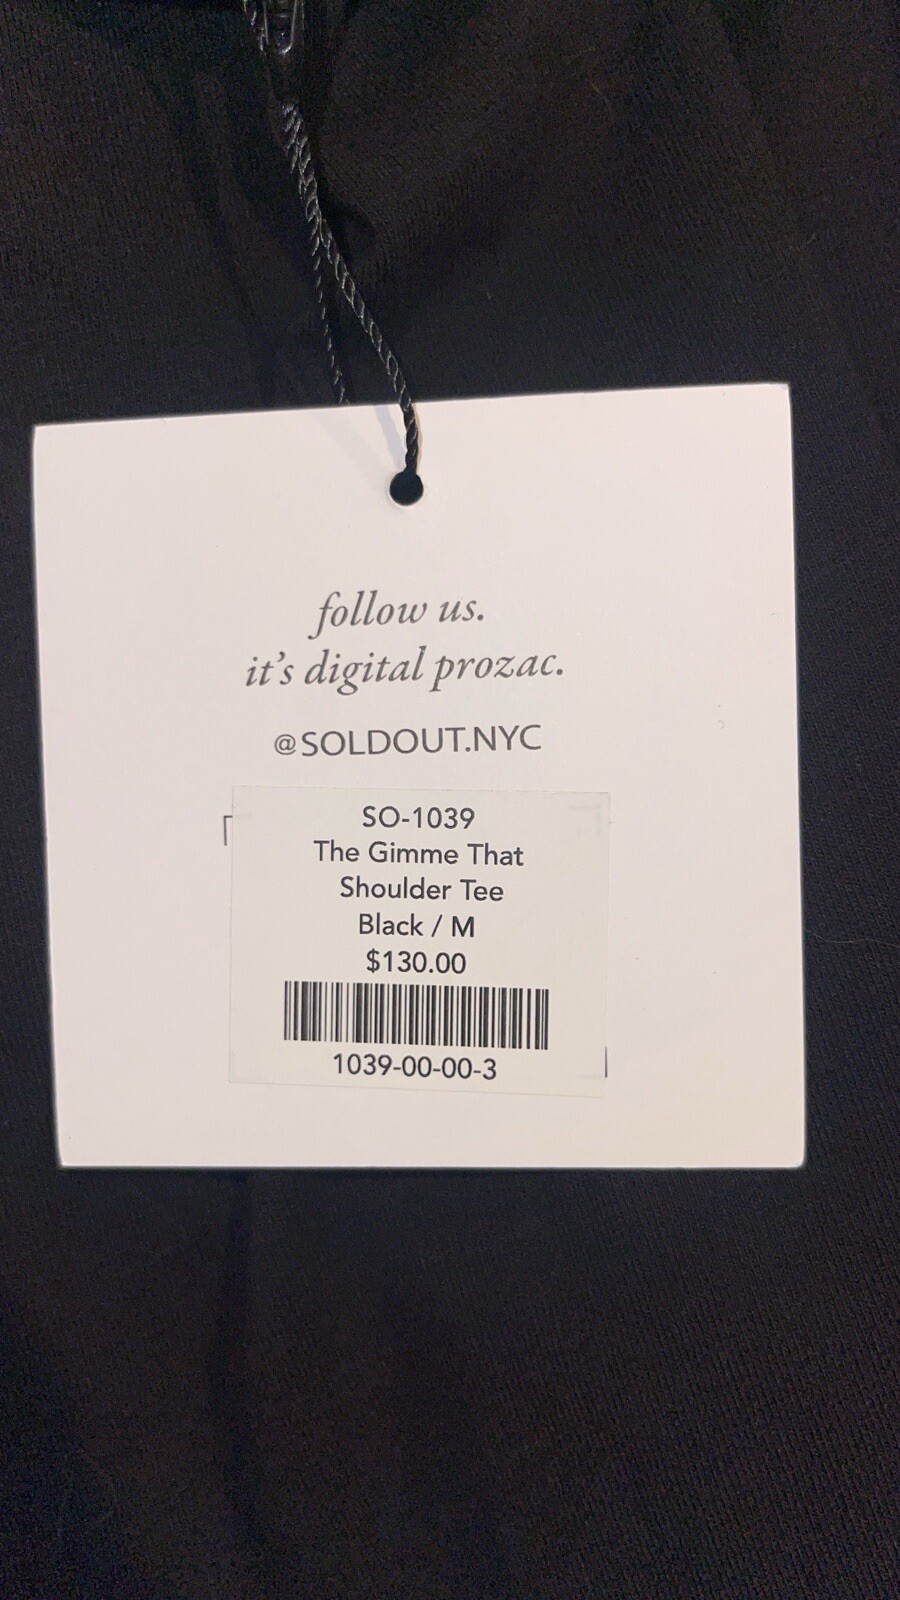 follow us.
it's digital prozac.
@SOLDOUT.NYC
SO-1039
The Gimme That
Shoulder Tee
Black / M
$130.00
1039-00-00-3